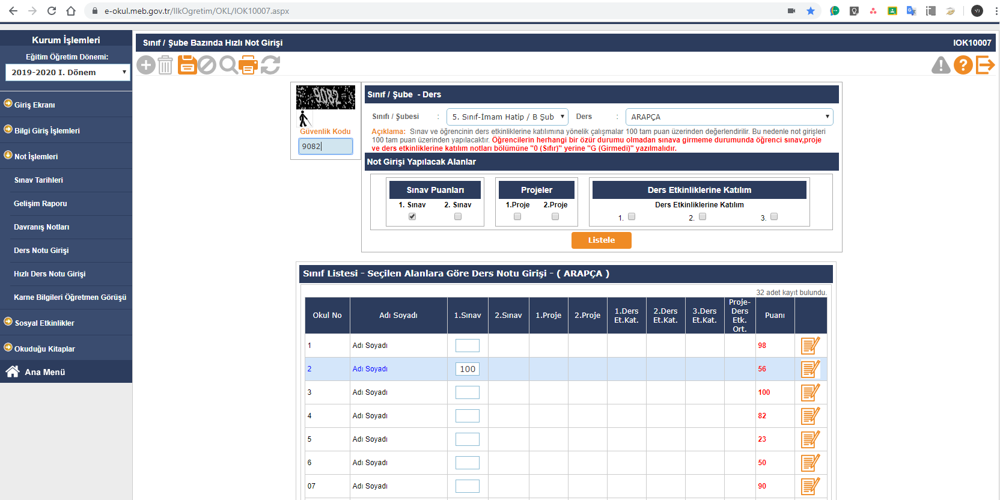 e-okul.meb.gov.tr/IlkOgretim/OKL/IOK10007.aspx
Kurum İşlemleri
Eğitim Öğretim Dönemi:
2019-2020 I. Dönem
Giriş Ekranı
Bilgi Giriş İşlemleri
Not İşlemleri
Sınav Tarihleri
Gelişim Raporu
Davranış Notları
Ders Notu Girişi
Hızlı Ders Notu Girişi
Karne Bilgileri Öğretmen Görüşü
Sosyal Etkinlikler
Okuduğu Kitaplar
Ana Menü
Sınıf / Şube Bazında Hızlı Not Girişi IOK10007
9082
Güvenlik Kodu
9082
Sınıf / Şube - Ders
Sınıfı / Şubesi : 5. Sınıf-İmam Hatip / B Şub Ders : ARAPÇA
Açıklama: Sınav ve öğrencinin ders etkinliklerine katılımına yönelik çalışmalar 100 tam puan üzerinden değerlendirilir. Bu nedenle not girişleri
100 tam puan üzerinden yapılacaktır. Öğrencilerin herhangi bir özür durumu olmadan sınava girmeme durumunda öğrenci sınav,proje
ve ders etkinliklerine katılım notları bölümüne "0 (Sıfır)" yerine "G (Girmedi)" yazılmalıdır.
Not Girişi Yapılacak Alanlar
Sınav Puanları Projeler Ders Etkinliklerine Katılım
1. Sınav 2. Sınav 1.Proje 2.Proje Ders Etkinliklerine Katılım
1. 2. 3.
Listele
Sınıf Listesi - Seçilen Alanlara Göre Ders Notu Girişi - ( ARAPÇA )
32 adet kayıt bulundu.
Okul No Adı Soyadı 1.Sınav 2.Sınav 1.Proje 2.Proje 1.Ders Et.Kat. 2.Ders Et.Kat. 3.Ders Et.Kat. Proje-Ders Etk. Ort. Puanı
1 Adı Soyadı 98
2 Adı Soyadı 100 56
3 Adı Soyadı 100
4 Adı Soyadı 82
5 Adı Soyadı 23
6 Adı Soyadı 50
07 Adı Soyadı 90